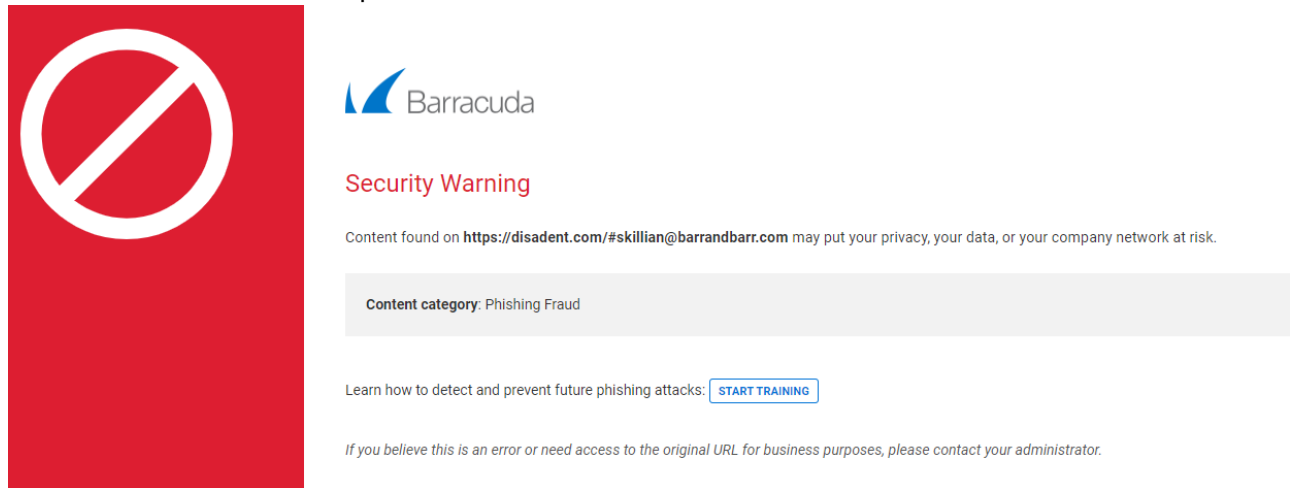 Barracuda
Security Warning
Content found on https://disadent.com/#skillian@barrandbarr.com may put your privacy, your data, or your company network at risk.
Content category: Phishing Fraud
Learn how to detect and prevent future phishing attacks: START TRAINING
If you believe this is an error or need access to the original URL for business purposes, please contact your administrator.